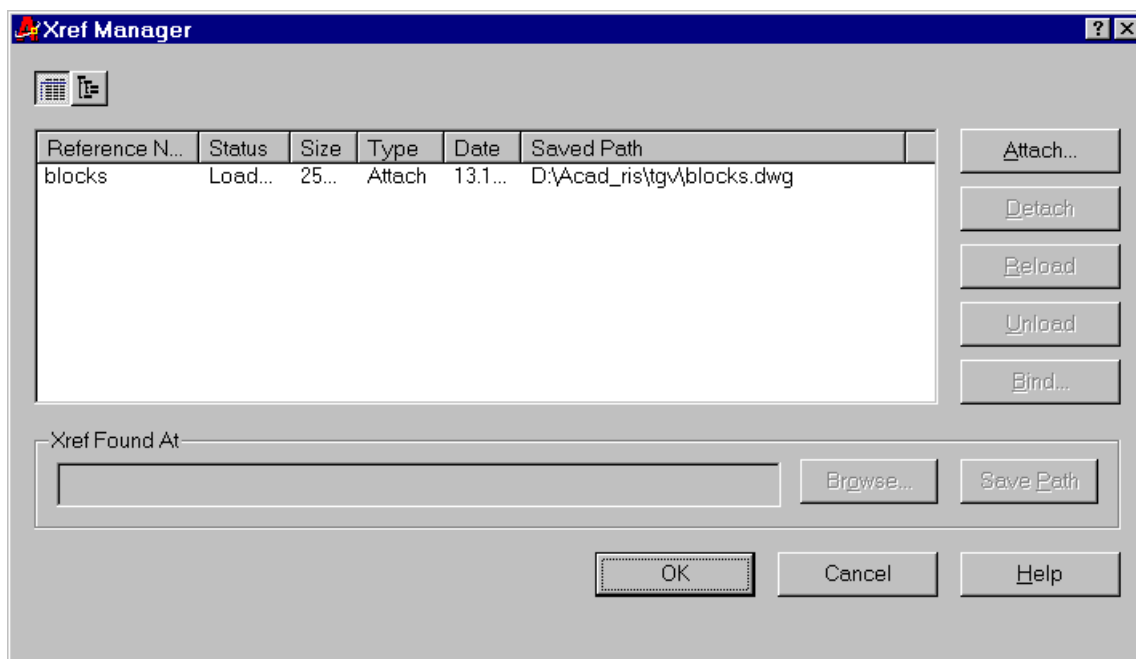 Xref Manager
Reference N... Status Size Type Date Saved Path
blocks Load... 25... Attach 13.1... D:\Acad_ris\tgv\blocks.dwg
Attach...
Detach
Reload
Unload
Bind...
Xref Found At
Browse... Save Path
OK Cancel Help